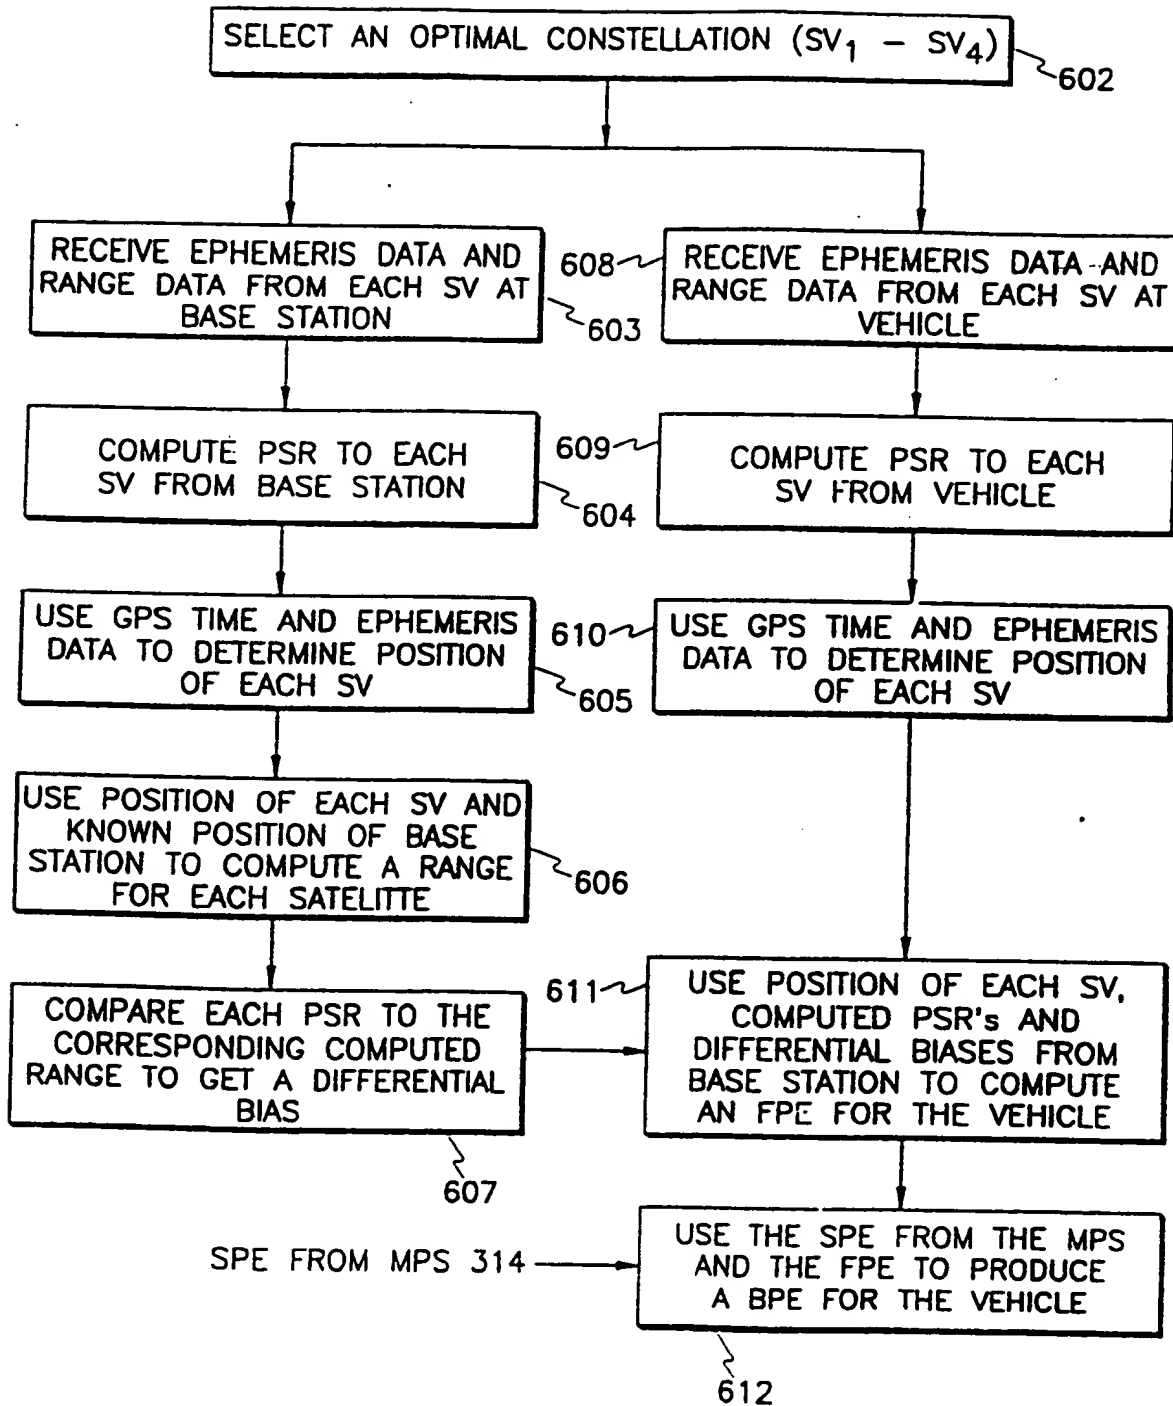 SELECT AN OPTIMAL CONSTELLATION (SV1 - SV4)
602
RECEIVE EPHEMERIS DATA AND
RANGE DATA FROM EACH SV AT
BASE STATION
603
COMPUTE PSR TO EACH
SV FROM BASE STATION
604
USE GPS TIME AND EPHEMERIS
DATA TO DETERMINE POSITION
OF EACH SV
605
USE POSITION OF EACH SV AND
KNOWN POSITION OF BASE
STATION TO COMPUTE A RANGE
FOR EACH SATELITTE
606
COMPARE EACH PSR TO THE
CORRESPONDING COMPUTED
RANGE TO GET A DIFFERENTIAL
BIAS
607
608
RECEIVE EPHEMERIS DATA AND
RANGE DATA FROM EACH SV AT
VEHICLE
609
COMPUTE PSR TO EACH
SV FROM VEHICLE
610
USE GPS TIME AND EPHEMERIS
DATA TO DETERMINE POSITION
OF EACH SV
611
USE POSITION OF EACH SV,
COMPUTED PSR's AND
DIFFERENTIAL BIASES FROM
BASE STATION TO COMPUTE
AN FPE FOR THE VEHICLE
SPE FROM MPS 314
USE THE SPE FROM THE MPS
AND THE FPE TO PRODUCE
A BPE FOR THE VEHICLE
612